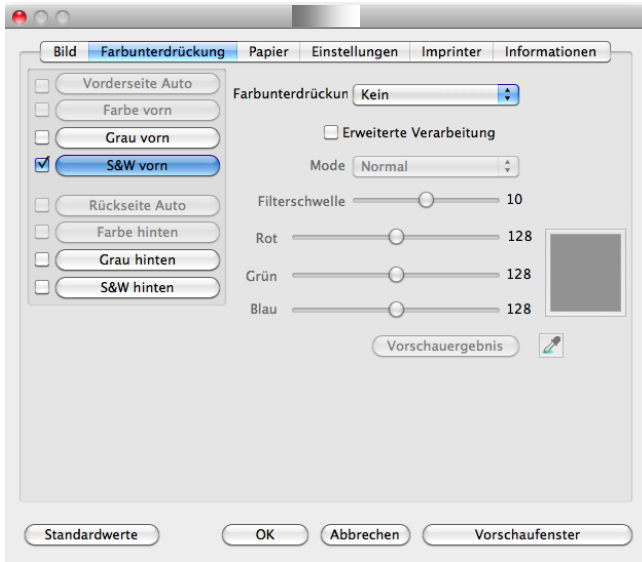 Bild Farbunterdrückung Papier Einstellungen Imprinter Informationen
Vorderseite Auto
Farbe vorn
Grau vorn
S&W vorn
Rückseite Auto
Farbe hinten
Grau hinten
S&W hinten
Farbunterdrückun Kein
Erweiterte Verarbeitung
Mode Normal
Filterschwelle 10
Rot 128
Grün 128
Blau 128
Vorschauergebnis
Standardwerte OK Abbrechen Vorschaufenster